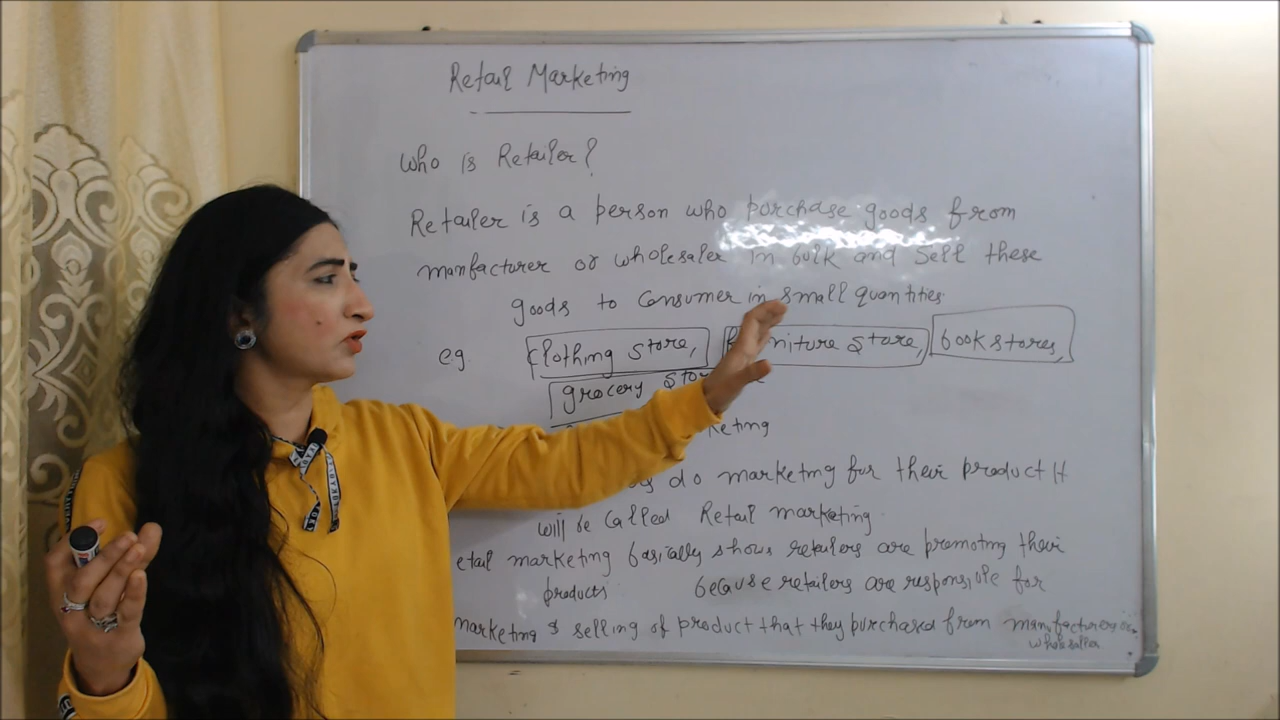 Retail Marketing
who is Retailer?
Retailer is a person who purchase goods from
manfacturer or wholesaler in bulk and sell these
goods to consumer in small quantities
e.g clothing store, niture store, book stores,
grocery sto
keting
do marketing for their product it
will be called Retail marketing.
etail marketing basically shows retailers are promoting their
products because retailers are responsible for
marketing & selling of product that they purchased from manufacturers or
wholesaller